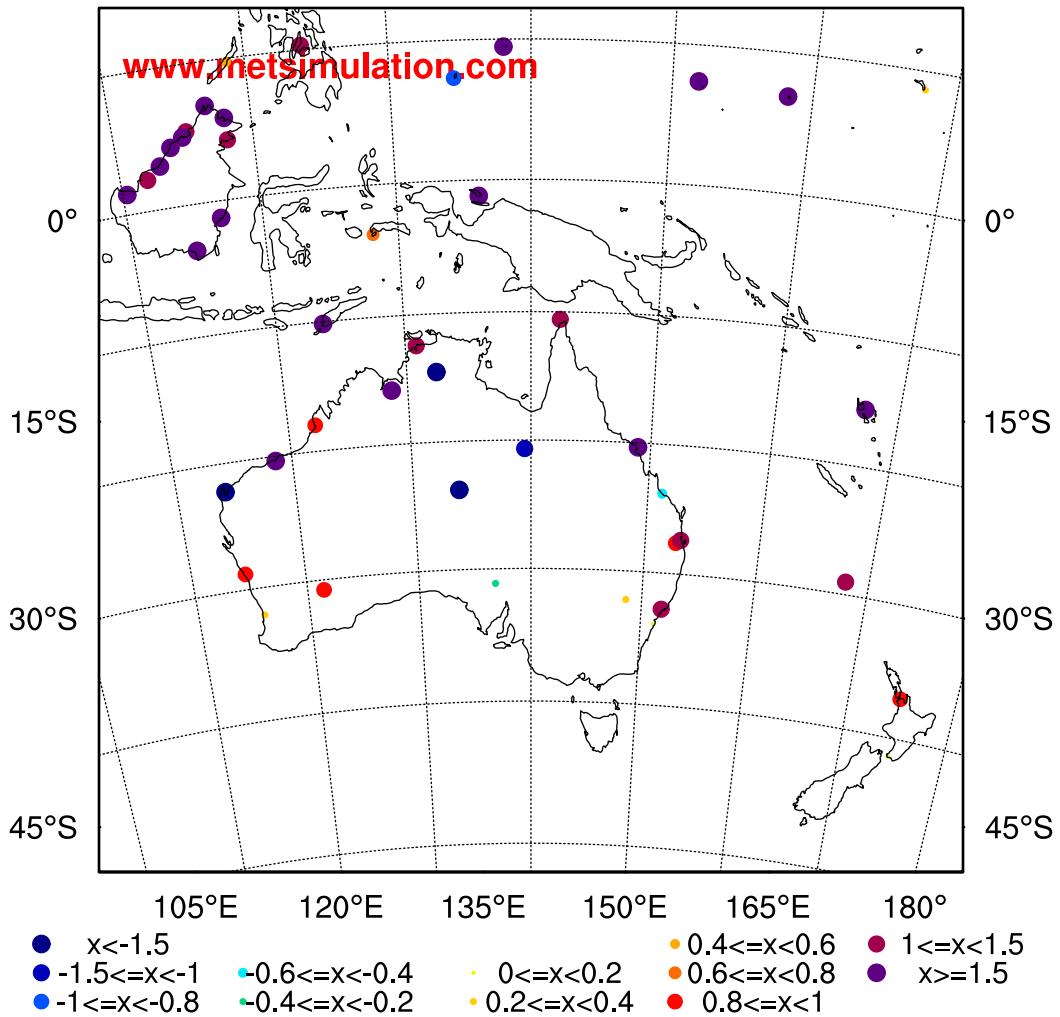 www.metsimulation.com
0° 0°
15°S 15°S
30°S 30°S
45°S 45°S
105°E 120°E 135°E 150°E 165°E 180°
x<-1.5 0.4<=x<0.6 1<=x<1.5
-1.5<=x<-1 -0.6<=x<-0.4 0<=x<0.2 0.6<=x<0.8 x>=1.5
-1<=x<-0.8 -0.4<=x<-0.2 0.2<=x<0.4 0.8<=x<1